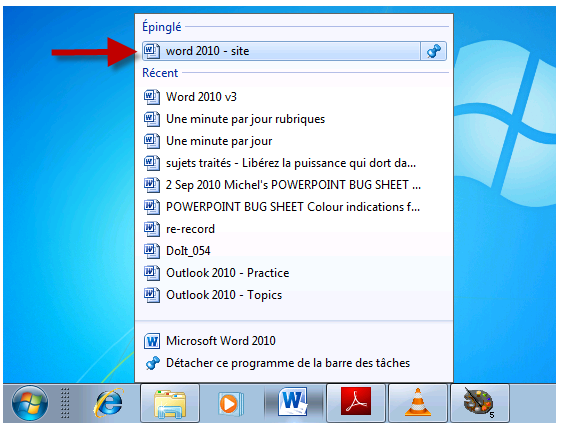 Épinglé
word 2010 - site
Récent
Word 2010 v3
Une minute par jour rubriques
Une minute par jour
sujets traités - Libérez la puissance qui dort da...
2 Sep 2010 Michel's POWERPOINT BUG SHEET ...
POWERPOINT BUG SHEET Colour indications f...
re-record
DoIt_054
Outlook 2010 - Practice
Outlook 2010 - Topics
Microsoft Word 2010
Détacher ce programme de la barre des tâches
5